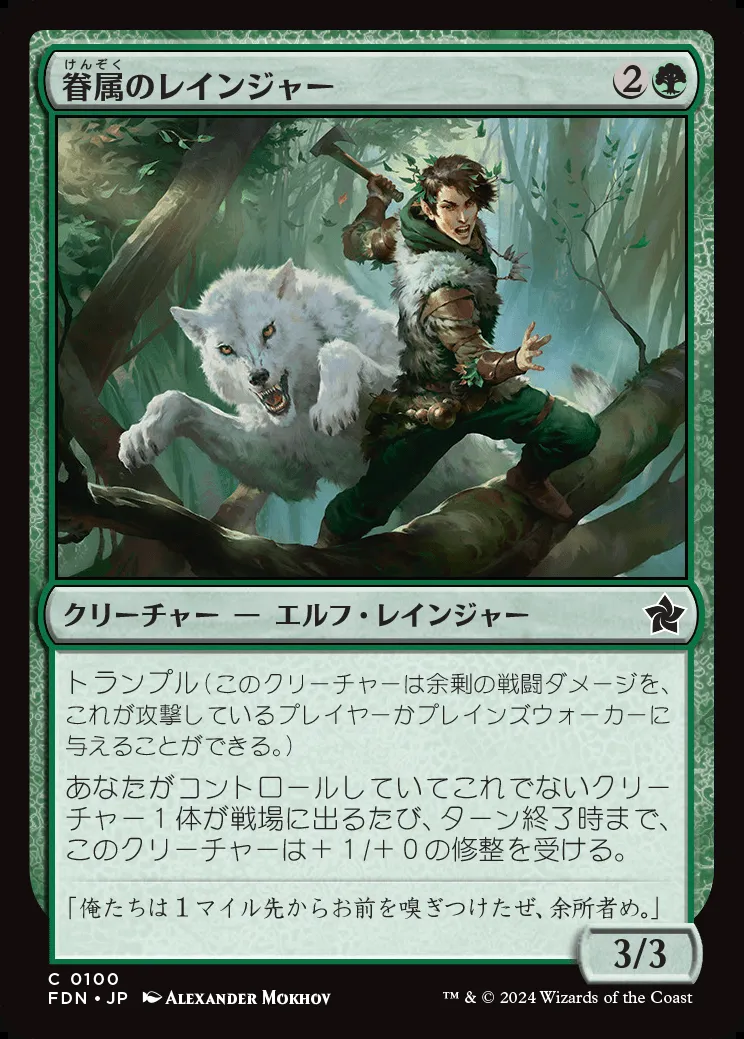 けんぞく
眷属のレインジャー 2
クリーチャー — エルフ・レインジャー
トランプル(このクリーチャーは余剰の戦闘ダメージを、
これが攻撃しているプレイヤーかプレインズウォーカーに
与えることができる。)
あなたがコントロールしていてこれでないクリー
チャー1体が戦場に出るたび、ターン終了時まで、
このクリーチャーは+1/+0の修整を受ける。
「俺たちは1マイル先からお前を嗅ぎつけたぜ、余所者め。」
3/3
C 0100
FDN • JP ALEXANDER MOKHOV
™ & © 2024 Wizards of the Coast